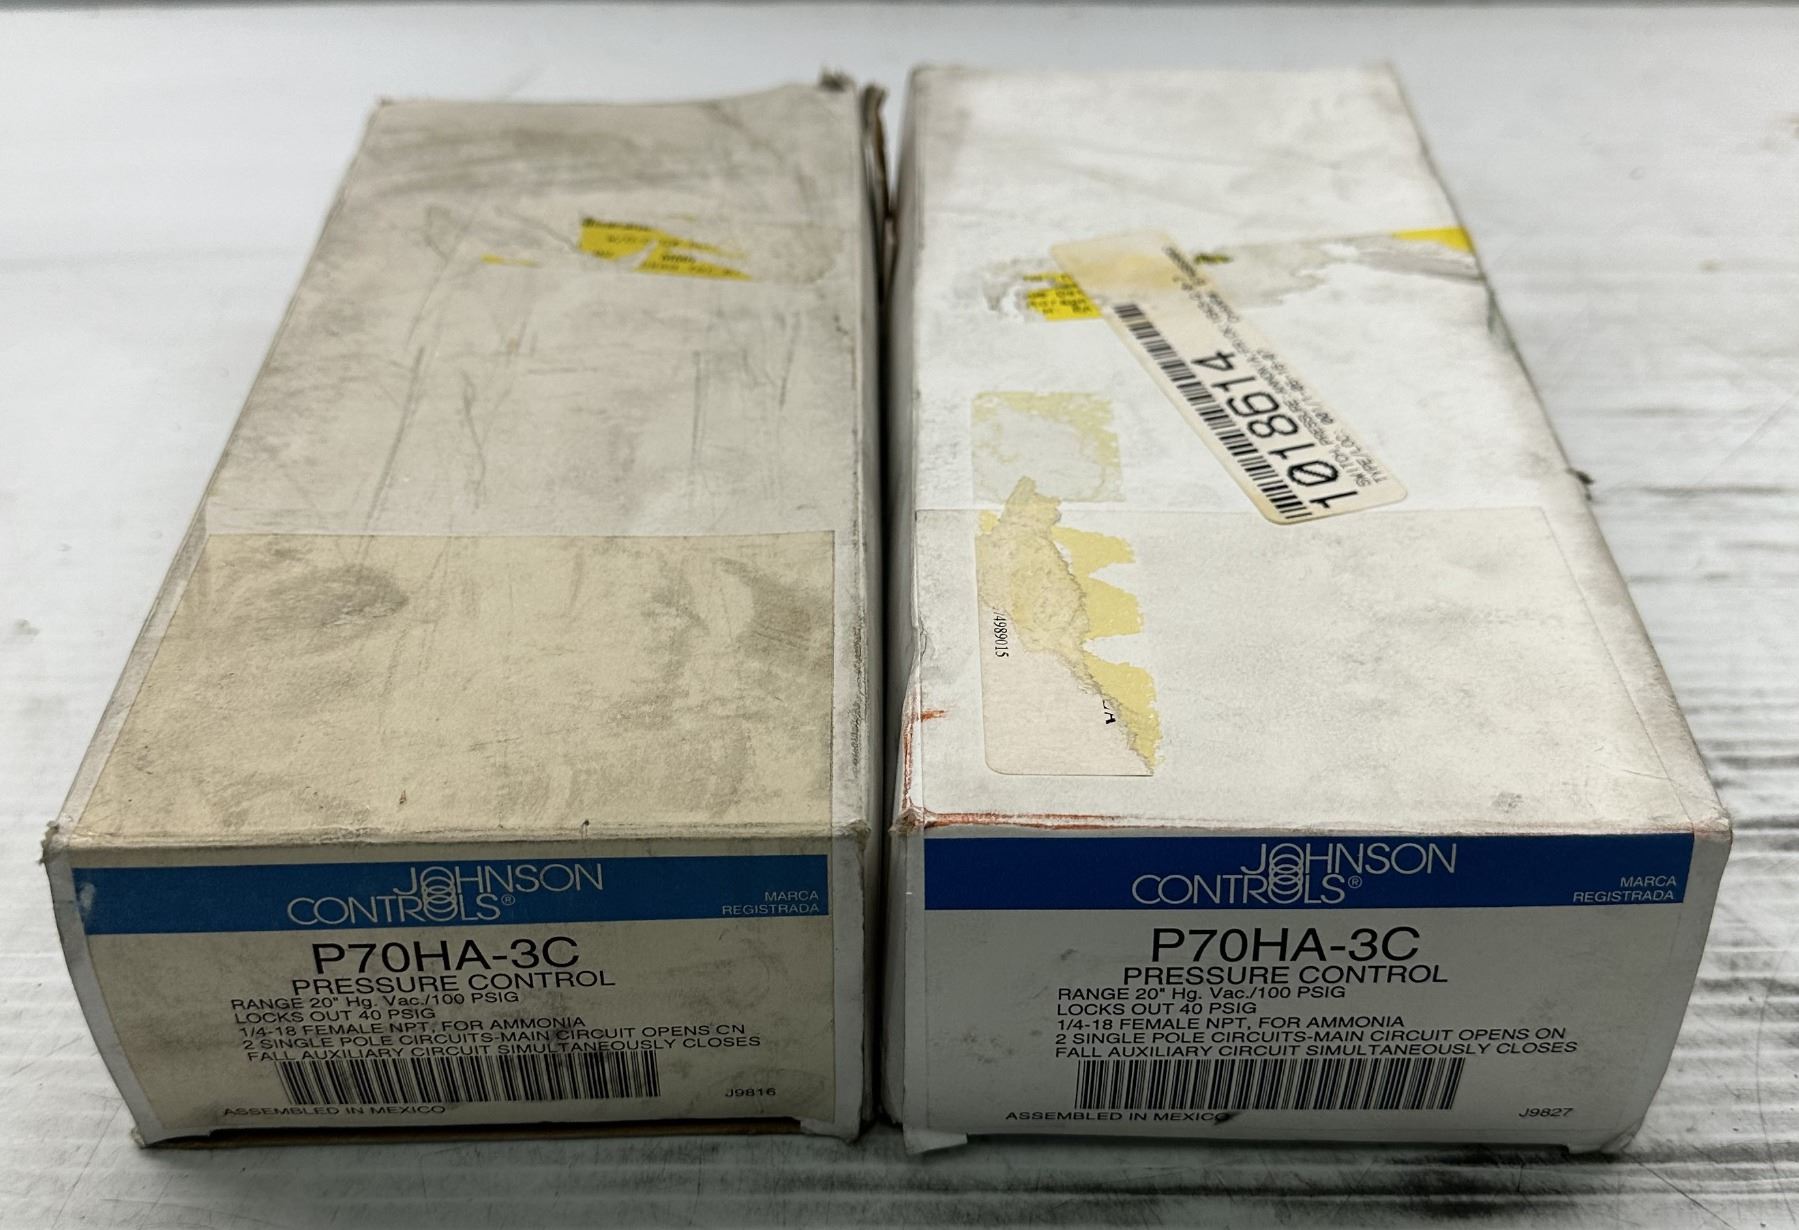 JOHNSON
CONTROLS®
MARCA
REGISTRADA
P70HA-3C
PRESSURE CONTROL
RANGE 20" Hg. Vac./100 PSIG
LOCKS OUT 40 PSIG
1/4-18 FEMALE NPT, FOR AMMONIA
2 SINGLE POLE CIRCUITS-MAIN CIRCUIT OPENS ON
FALL AUXILIARY CIRCUIT SIMULTANEOUSLY CLOSES
J9816
ASSEMBLED IN MEXICO
10188614
SWITCH, PRESSURE
74989015
JOHNSON
CONTROLS®
MARCA
REGISTRADA
P70HA-3C
PRESSURE CONTROL
RANGE 20" Hg. Vac./100 PSIG
LOCKS OUT 40 PSIG
1/4-18 FEMALE NPT, FOR AMMONIA
2 SINGLE POLE CIRCUITS-MAIN CIRCUIT OPENS ON
FALL AUXILIARY CIRCUIT SIMULTANEOUSLY CLOSES
ASSEMBLED IN MEXICO
J9827